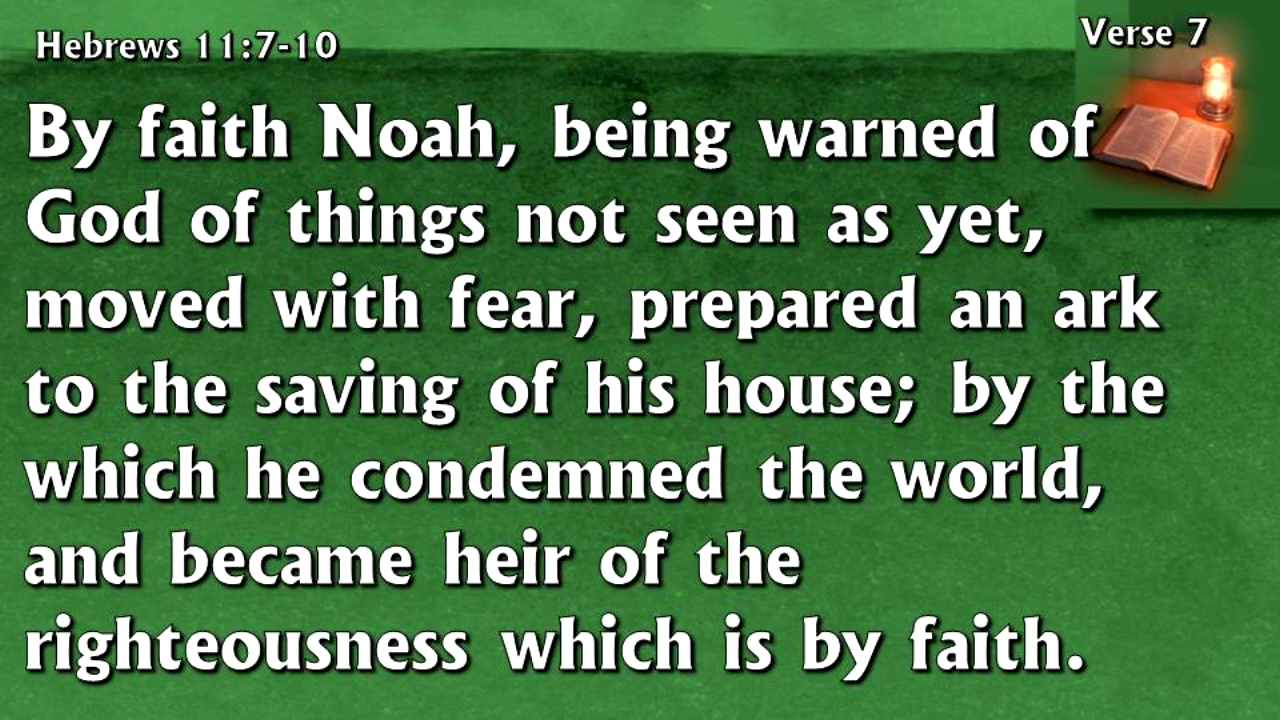 Hebrews 11:7-10
Verse 7
By faith Noah, being warned of
God of things not seen as yet,
moved with fear, prepared an ark
to the saving of his house; by the
which he condemned the world,
and became heir of the
righteousness which is by faith.